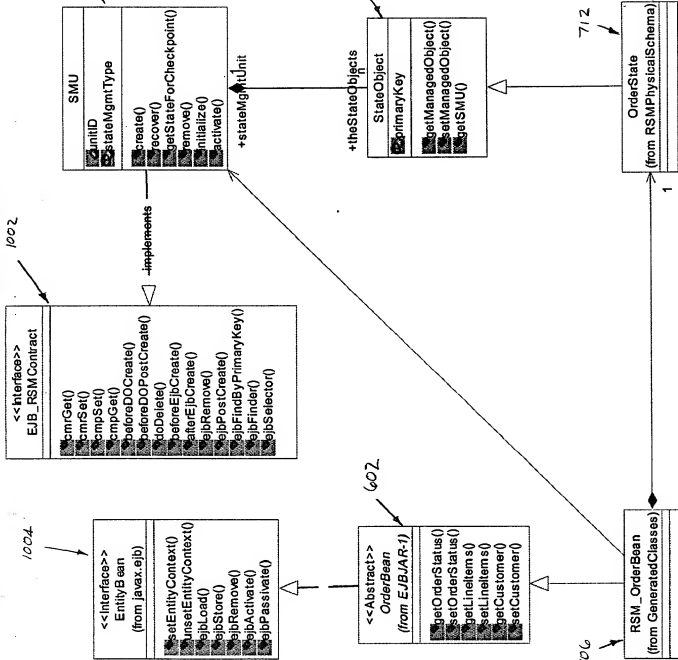 1004
<<Interface>>
EntityBean
(from javax.ejb)
setEntityContext()
unsetEntityContext()
ejbLoad()
ejbStore()
ejbRemove()
ejbActivate()
ejbPassivate()
1002
<<Interface>>
EJB_RSMContract
cmrGet()
cmrSet()
cmpSet()
cmpGet()
beforeDOCreate()
beforeDOPostCreate()
doDelete()
beforeEjbCreate()
afterEjbCreate()
ejbRemove()
ejbPostCreate()
ejbFindByPrimaryKey()
ejbFinder()
ejbSelector()
implements
SMU
unitID
stateMgmtType
create()
recover()
getStateForCheckpoint()
remove()
initialize()
activate()
+stateMgmtUnit
1
+theStateObjects
n
StateObject
primaryKey
getManagedObject()
setManagedObject()
getSMU()
602
<<Abstract>>
OrderBean
(from EJBJAR-1)
getOrderStatus()
setOrderStatus()
getLineItems()
setLineItems()
getCustomer()
setCustomer()
06
RSM_OrderBean
(from GeneratedClasses)
1
712
OrderState
(from RSMPhysicalSchema)